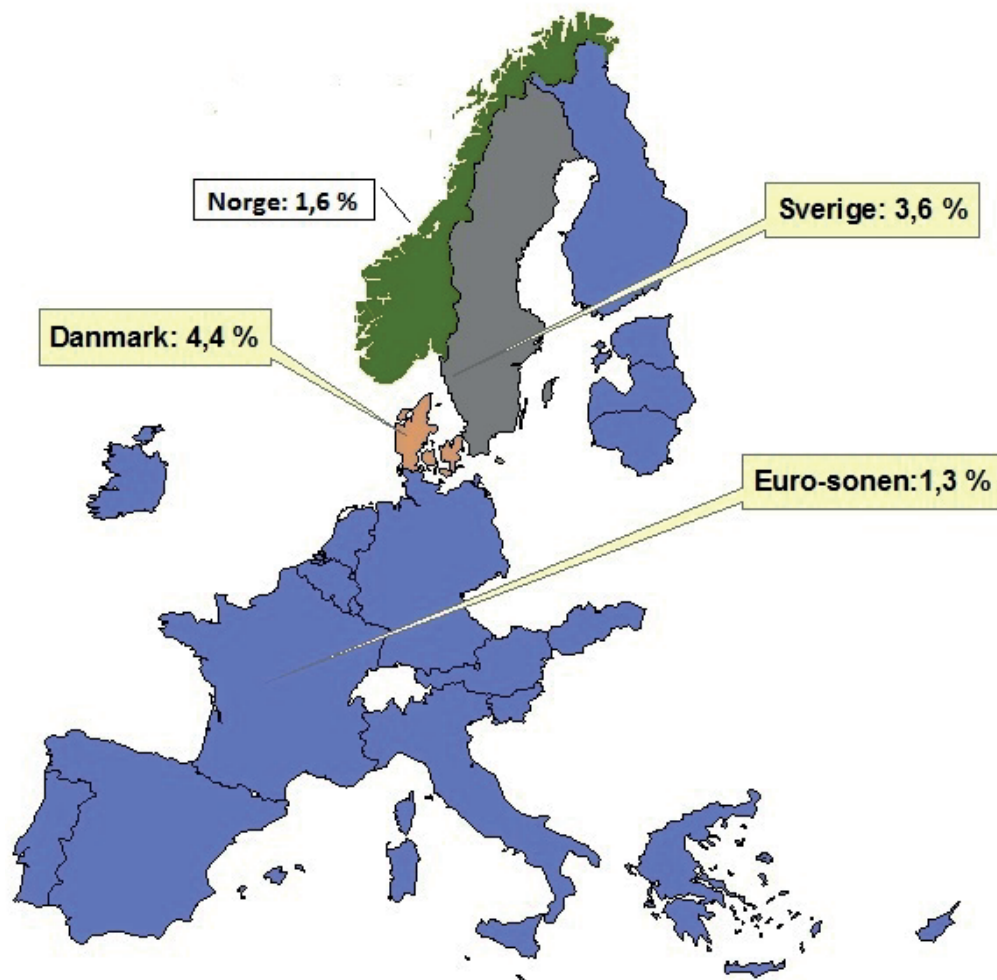 Norge: 1,6 %
Sverige: 3,6 %
Danmark: 4,4 %
Euro-sonen:1,3 %